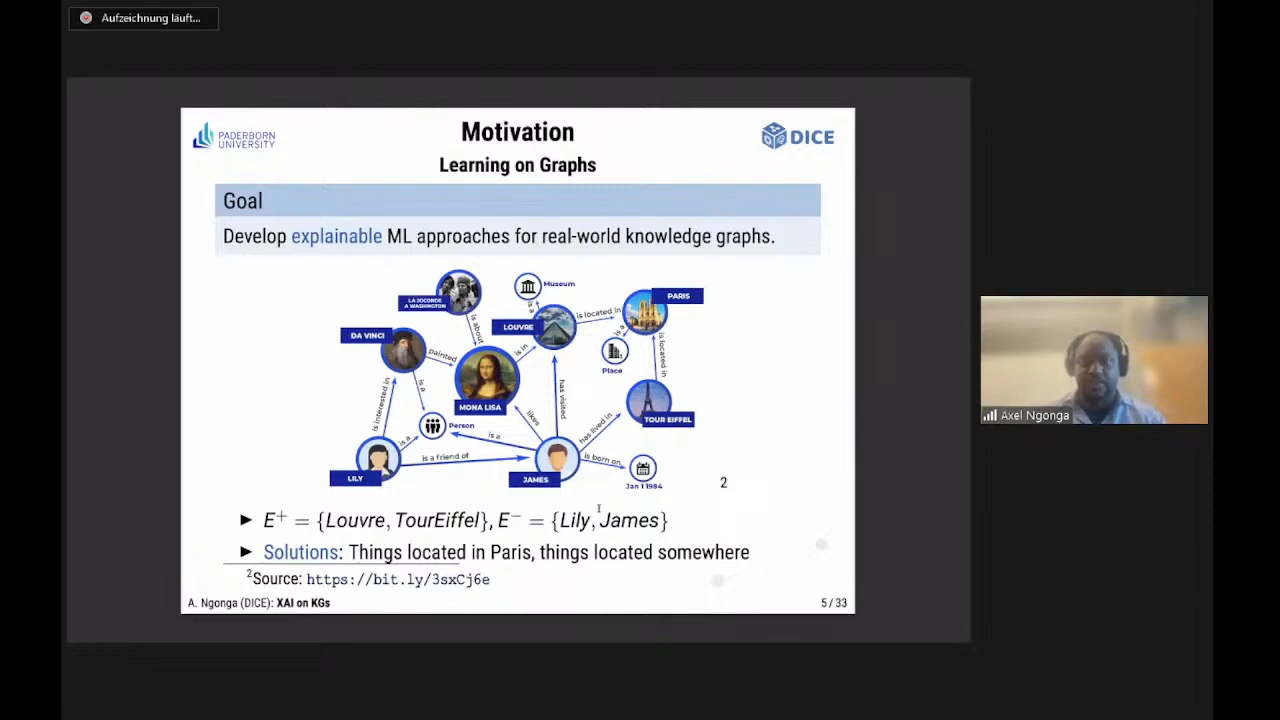 Aufzeichnung läuft...
PADERBORN
UNIVERSITY
Motivation
DICE
Learning on Graphs
Goal
Develop explainable ML approaches for real-world knowledge graphs.
LA JOCONDE
A WASHINGTON
Museum
is a
PARIS
is located in
LOUVRE
is about
DA VINCI
painted
is in
is a
Place
is located in
is a
MONA LISA
has visited
is interested in
likes
TOUR EIFFEL
Person
has lived in
is a
is a
is a friend of
is born on
LILY
JAMES
Jan 1 1984
2
► E⁺ = {Louvre, TourEiffel}, E⁻ = {Lily, James}
► Solutions: Things located in Paris, things located somewhere
²Source: https://bit.ly/3sxCj6e
A. Ngonga (DICE): XAI on KGs
5 / 33
Axel Ngonga